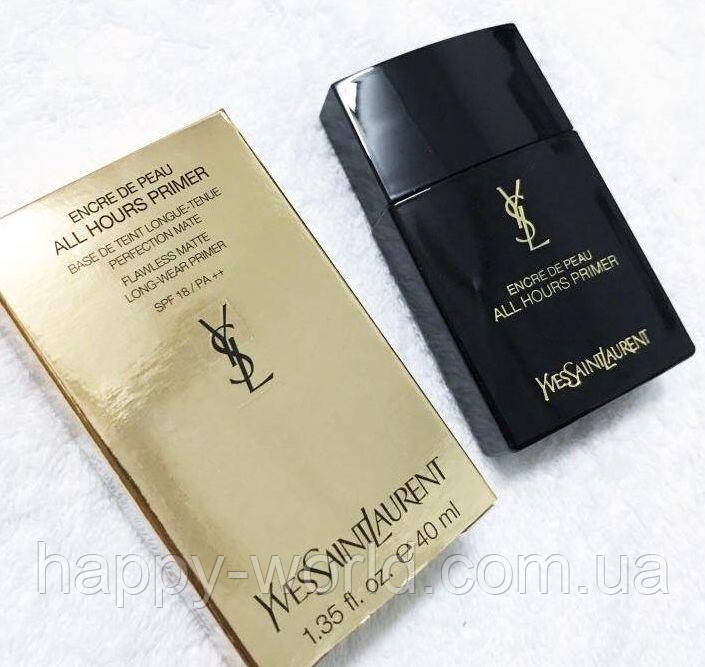 ENCRE DE PEAU
ALL HOURS PRIMER
BASE DE TEINT LONGUE-TENUE
PERFECTION MATE
FLAWLESS MATTE
LONG-WEAR PRIMER
SPF 18 / PA ++
YSL
YVESSAINTLAURENT
1.35 fl. oz. ℮ 40 ml
YSL
ENCRE DE PEAU
ALL HOURS PRIMER
YVESSAINTLAURENT
happy-world.com.ua